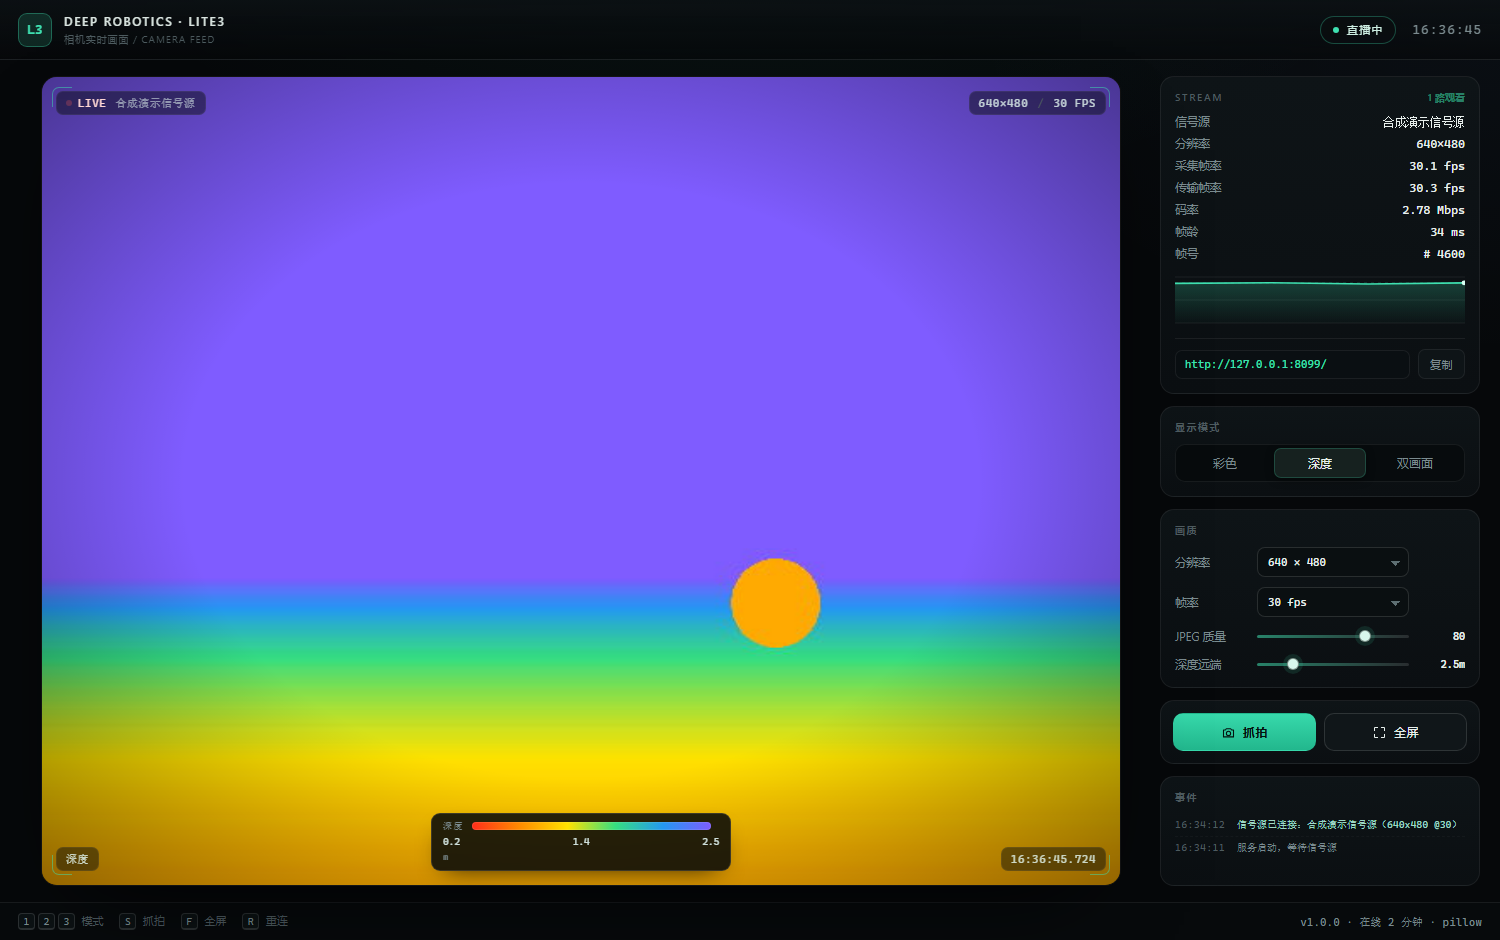 L3
DEEP ROBOTICS · LITE3
相机实时画面 / CAMERA FEED
直播中
16:36:45
LIVE 合成演示信号源
640×480 / 30 FPS
深度
0.2 1.4 2.5
m
深度
16:36:45.724
STREAM 1 路观看
信号源 合成演示信号源
分辨率 640×480
采集帧率 30.1 fps
传输帧率 30.3 fps
码率 2.78 Mbps
帧龄 34 ms
帧号 # 4600
http://127.0.0.1:8099/ 复制
显示模式
彩色 深度 双画面
画质
分辨率 640 × 480
帧率 30 fps
JPEG 质量 80
深度远端 2.5m
抓拍 全屏
事件
16:34:12 信号源已连接：合成演示信号源（640x480 @30）
16:34:11 服务启动，等待信号源
1 2 3 模式 S 抓拍 F 全屏 R 重连
v1.0.0 · 在线 2 分钟 · pillow